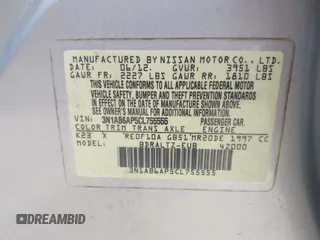 MANUFACTURED BY NISSAN MOTOR CO., LTD.
DATE: 06/12 GVWR: 3951 LBS
GAWR FR: 2227 LBS GAWR RR: 1810 LBS
THIS VEHICLE CONFORMS TO ALL APPLICABLE FEDERAL MOTOR
VEHICLE SAFETY, BUMPER AND THEFT PREVENTION STANDARDS
IN EFFECT ON THE DATE OF MANUFACTURE SHOWN ABOVE.
SEE OWNER'S MANUAL FOR ADDITIONAL INFORMATION.
VIN: 3N1AB6AP5CL755555 PASSENGER CAR.
COLOR TRIM TRANS AXLE ENGINE
K23 X REOF10A GB51 MR20DE 1997 CC
MODEL: BDRALTZ-EUB 42000
3N1AB6AP5CL755555